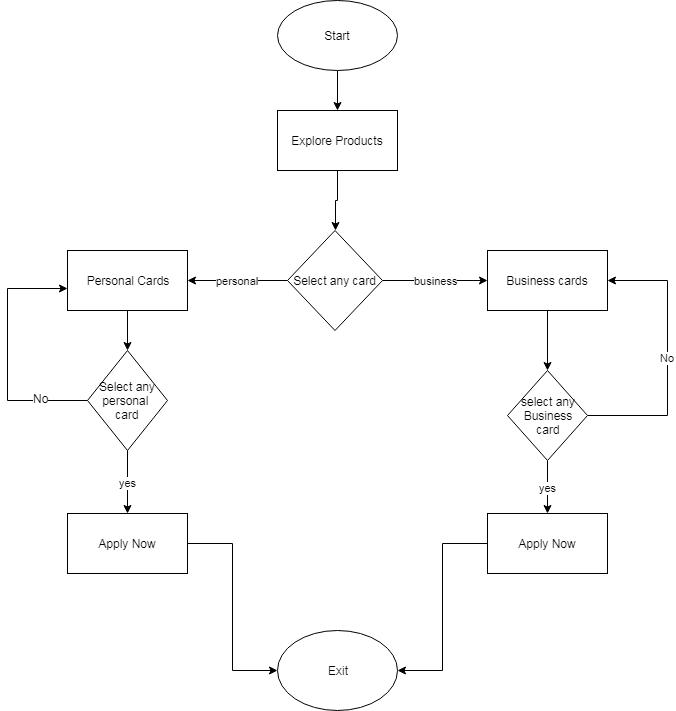 Start
Explore Products
Select any card
personal
business
Personal Cards
Business cards
Select any
personal
card
No
select any
Business
card
No
yes
yes
Apply Now
Apply Now
Exit